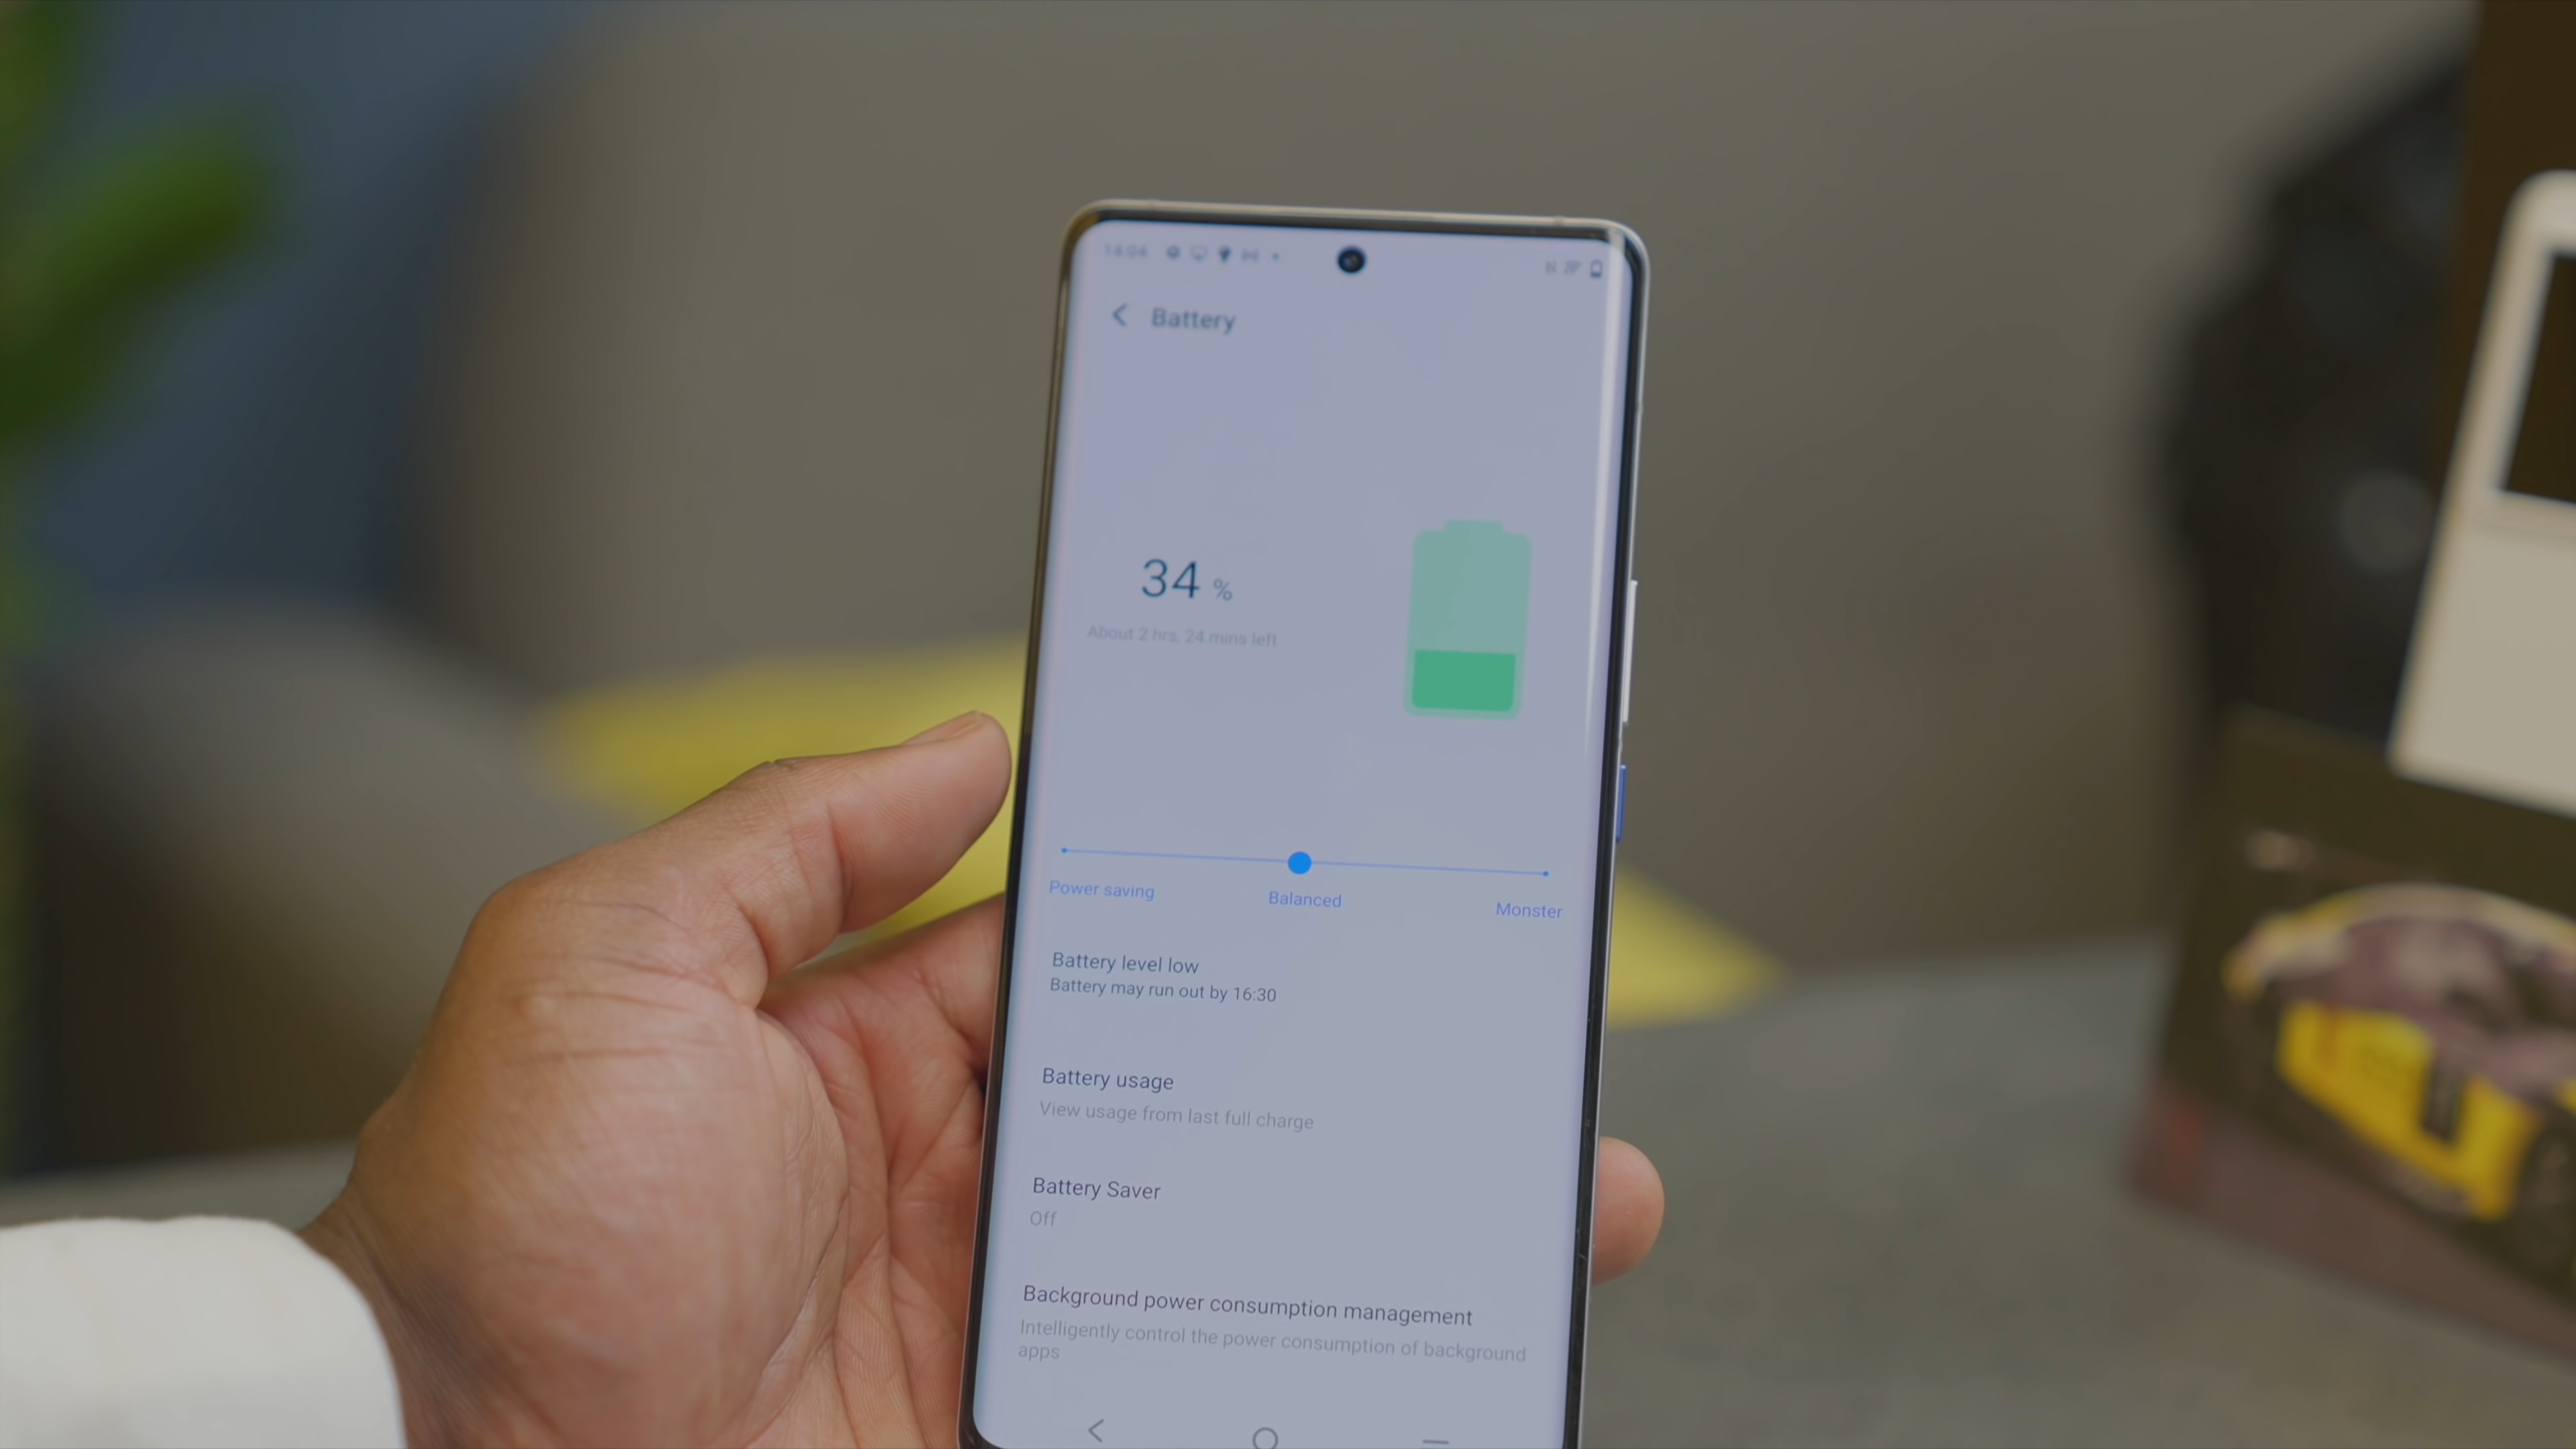 14:04
Battery
34 %
About 2 hrs, 24 mins left
Power saving Balanced Monster
Battery level low
Battery may run out by 16:30
Battery usage
View usage from last full charge
Battery Saver
Off
Background power consumption management
Intelligently control the power consumption of background
apps